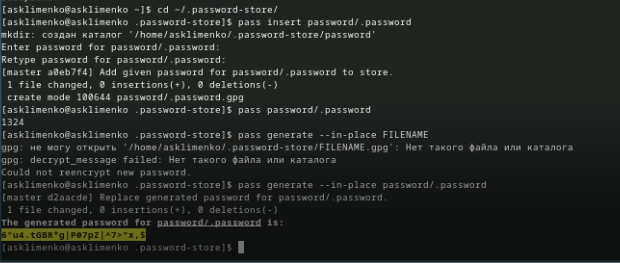 [asklimenko@asklimenko ~]$ cd ~/.password-store/
[asklimenko@asklimenko .password-store]$ pass insert password/.password
mkdir: создан каталог '/home/asklimenko/.password-store/password'
Enter password for password/.password:
Retype password for password/.password:
[master a0eb7f4] Add given password for password/.password to store.
1 file changed, 0 insertions(+), 0 deletions(-)
create mode 100644 password/.password.gpg
[asklimenko@asklimenko .password-store]$ pass password/.password
1324
[asklimenko@asklimenko .password-store]$ pass generate --in-place FILENAME
gpg: не могу открыть '/home/asklimenko/.password-store/FILENAME.gpg': Нет такого файла или каталога
gpg: decrypt_message failed: Нет такого файла или каталога
Could not reencrypt new password.
[asklimenko@asklimenko .password-store]$ pass generate --in-place password/.password
[master d2aacde] Replace generated password for password/.password.
1 file changed, 0 insertions(+), 0 deletions(-)
The generated password for password/.password is:
[asklimenko@asklimenko .password-store]$